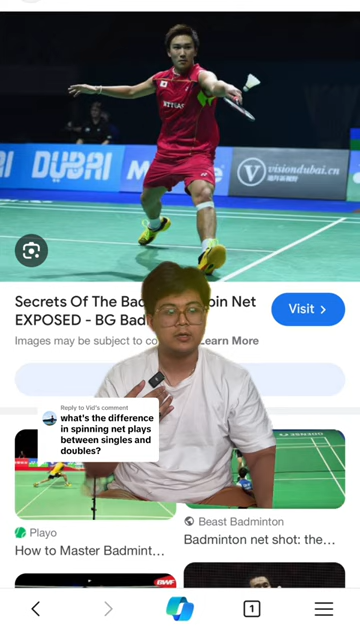 DUBAI
visiondubai.cn
Secrets Of The Bad
pin Net
EXPOSED - BG Bad
Visit >
Images may be subject to co
Learn More
Reply to Vid's comment
what's the difference
in spinning net plays
between singles and
doubles?
Playo
How to Master Badmint...
Beast Badminton
Badminton net shot: the...
BWF
1